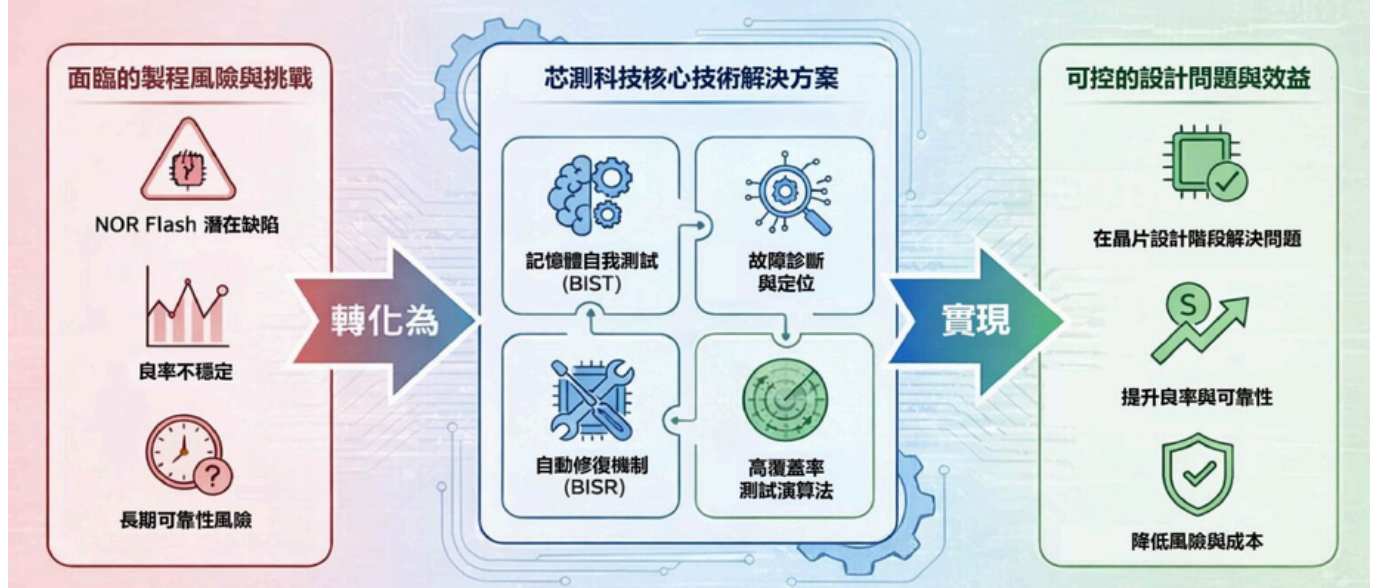 面臨的製程風險與挑戰
NOR Flash 潛在缺陷
良率不穩定
?
長期可靠性風險
轉化為
芯測科技核心技術解決方案
記憶體自我測試
(BIST)
故障診斷
與定位
自動修復機制
(BISR)
高覆蓋率
測試演算法
實現
可控的設計問題與效益
在晶片設計階段解決問題
S
提升良率與可靠性
降低風險與成本